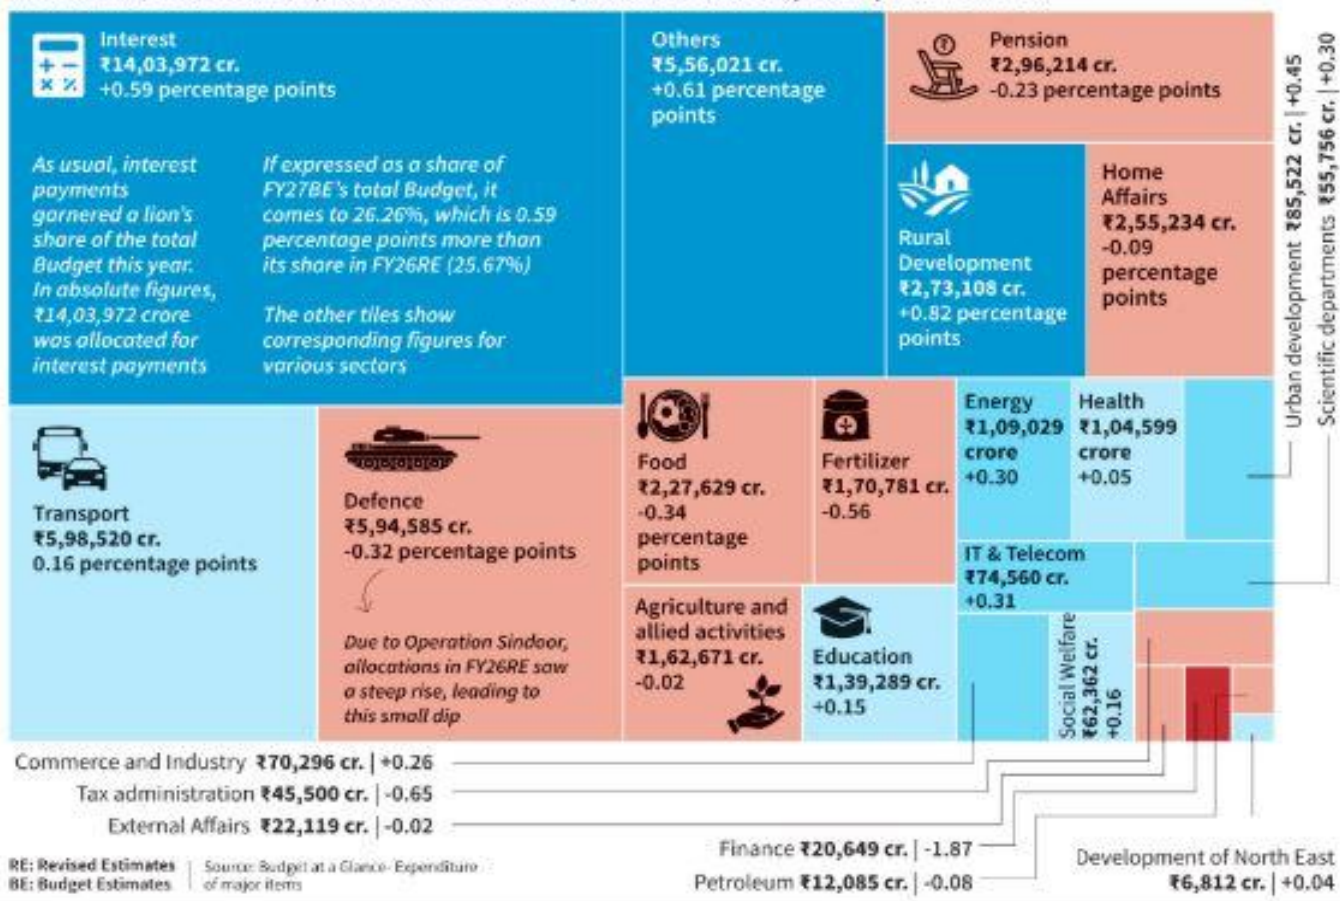 Interest
₹14,03,972 cr.
+0.59 percentage points
As usual, interest
payments
garnered a lion's
share of the total
Budget this year.
In absolute figures,
₹14,03,972 crore
was allocated for
interest payments
If expressed as a share of
FY27BE's total Budget, it
comes to 26.26%, which is 0.59
percentage points more than
its share in FY26RE (25.67%)
The other tiles show
corresponding figures for
various sectors
Others
₹5,56,021 cr.
+0.61 percentage
points
Pension
₹2,96,214 cr.
-0.23 percentage points
Rural
Development
₹2,73,108 cr.
+0.82 percentage
points
Home
Affairs
₹2,55,234 cr.
-0.09
percentage
points
Urban development ₹85,522 cr. | +0.45
Scientific departments ₹55,756 cr. | +0.30
Transport
₹5,98,520 cr.
0.16 percentage points
Defence
₹5,94,585 cr.
-0.32 percentage points
Due to Operation Sindoor,
allocations in FY26RE saw
a steep rise, leading to
this small dip
Food
₹2,27,629 cr.
-0.34
percentage
points
Fertilizer
₹1,70,781 cr.
-0.56
Energy
₹1,09,029
crore
+0.30
Health
₹1,04,599
crore
+0.05
IT & Telecom
₹74,560 cr.
+0.31
Agriculture and
allied activities
₹1,62,671 cr.
-0.02
Education
₹1,39,289 cr.
+0.15
Social Welfare
₹62,362 cr.
+0.16
Commerce and Industry ₹70,296 cr. | +0.26
Tax administration ₹45,500 cr. | -0.65
External Affairs ₹22,119 cr. | -0.02
Finance ₹20,649 cr. | -1.87
Petroleum ₹12,085 cr. | -0.08
Development of North East
₹6,812 cr. | +0.04
RE: Revised Estimates
BE: Budget Estimates
Source: Budget at a Glance- Expenditure
of major items